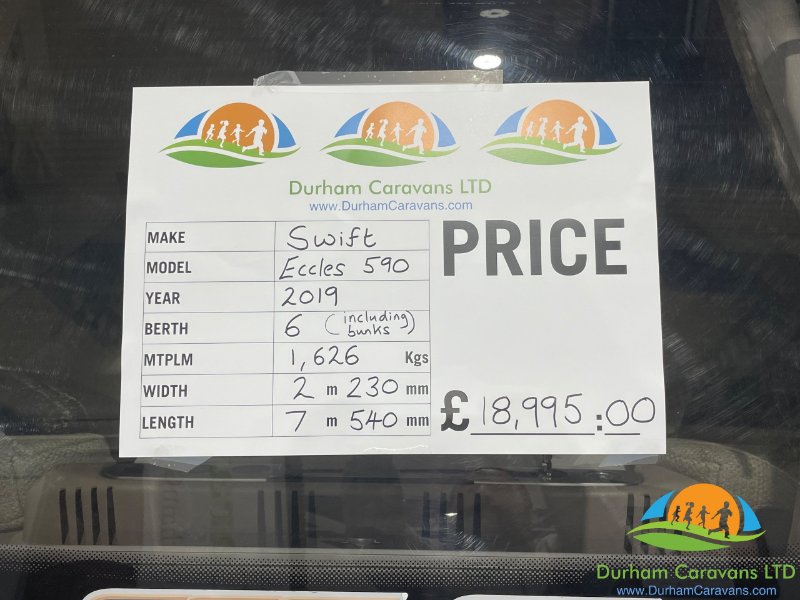 Durham Caravans LTD
www.DurhamCaravans.com
MAKE Swift
MODEL Eccles 590
YEAR 2019
BERTH 6 (including bunks)
MTPLM 1,626 Kgs
WIDTH 2 m 230 mm
LENGTH 7 m 540 mm
PRICE
£ 18,995:00
Durham Caravans LTD
www.DurhamCaravans.com